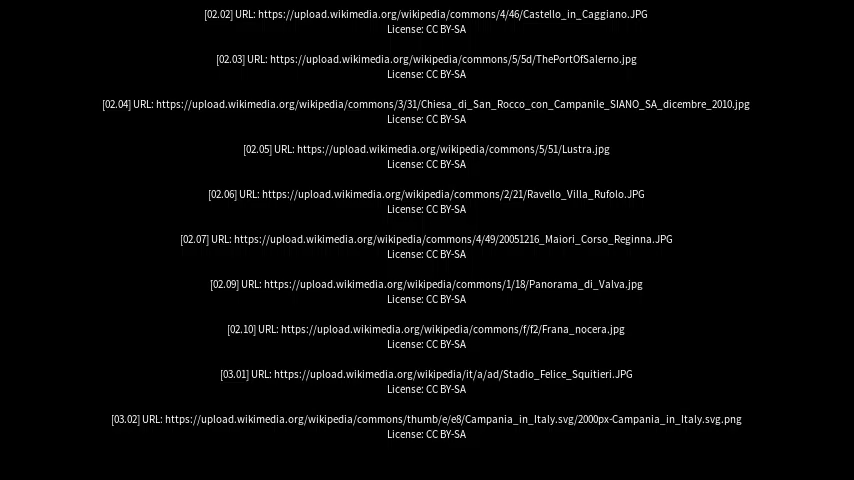 [02.02] URL: https://upload.wikimedia.org/wikipedia/commons/4/46/Castello_in_Caggiano.JPG
License: CC BY-SA
[02.03] URL: https://upload.wikimedia.org/wikipedia/commons/5/5d/ThePortOfSalerno.jpg
License: CC BY-SA
[02.04] URL: https://upload.wikimedia.org/wikipedia/commons/3/31/Chiesa_di_San_Rocco_con_Campanile_SIANO_SA_dicembre_2010.jpg
License: CC BY-SA
[02.05] URL: https://upload.wikimedia.org/wikipedia/commons/5/51/Lustra.jpg
License: CC BY-SA
[02.06] URL: https://upload.wikimedia.org/wikipedia/commons/2/21/Ravello_Villa_Rufolo.JPG
License: CC BY-SA
[02.07] URL: https://upload.wikimedia.org/wikipedia/commons/4/49/20051216_Maiori_Corso_Reginna.JPG
License: CC BY-SA
[02.09] URL: https://upload.wikimedia.org/wikipedia/commons/1/18/Panorama_di_Valva.jpg
License: CC BY-SA
[02.10] URL: https://upload.wikimedia.org/wikipedia/commons/f/f2/Frana_nocera.jpg
License: CC BY-SA
[03.01] URL: https://upload.wikimedia.org/wikipedia/it/a/ad/Stadio_Felice_Squitieri.JPG
License: CC BY-SA
[03.02] URL: https://upload.wikimedia.org/wikipedia/commons/thumb/e/e8/Campania_in_Italy.svg/2000px-Campania_in_Italy.svg.png
License: CC BY-SA